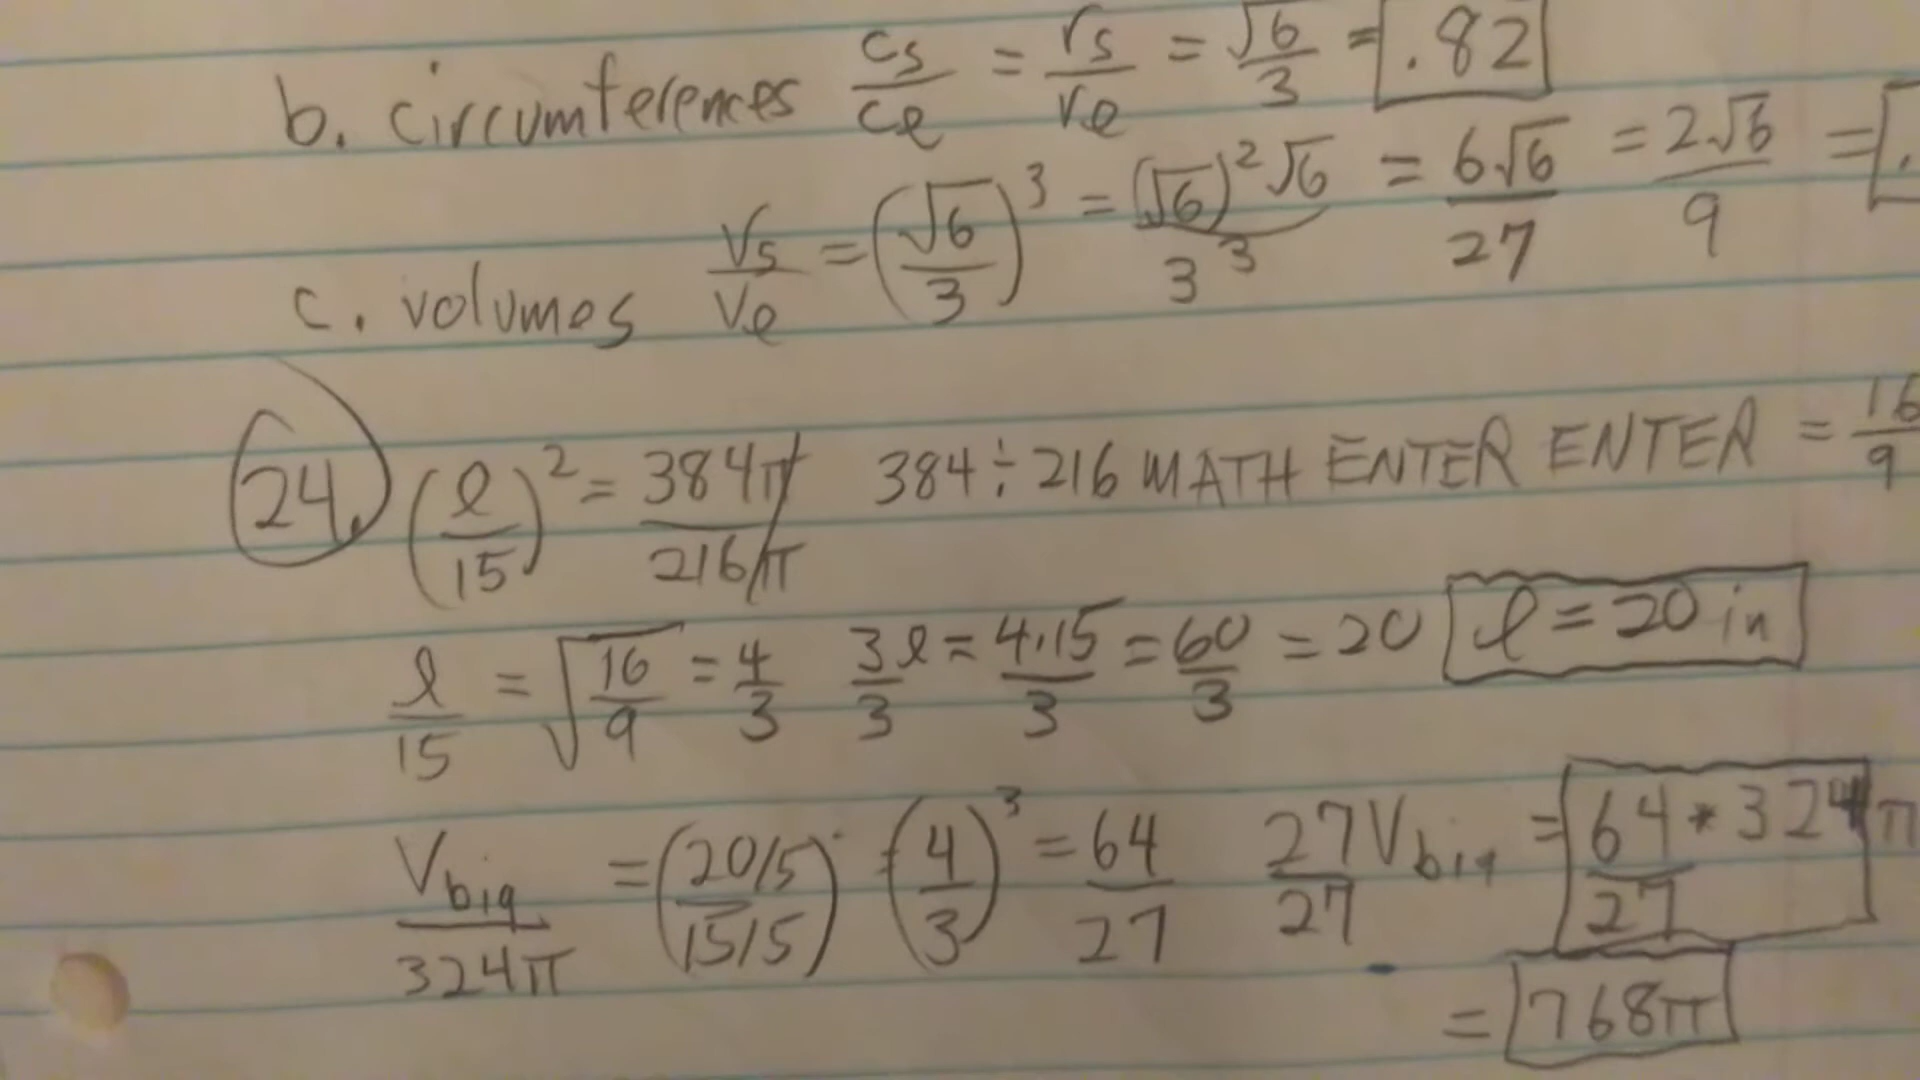 b. circumferences cs/ce = rs/re = √6/3 = .82
c. volumes Vs/Ve = (√6/3)^3 = (√6)^2√6/3^3 = 6√6/27 = 2√6/9 = .
24. (l/15)^2 = 384π/216π 384÷216 MATH ENTER ENTER = 16/9
l/15 = √16/9 = 4/3 3l/3 = 4·15/3 = 60/3 = 20 l = 20 in
Vbig/324π = (20/5/15/5) (4/3)^3 = 64/27 27Vbig/27 = 64*324π/27
= 768π